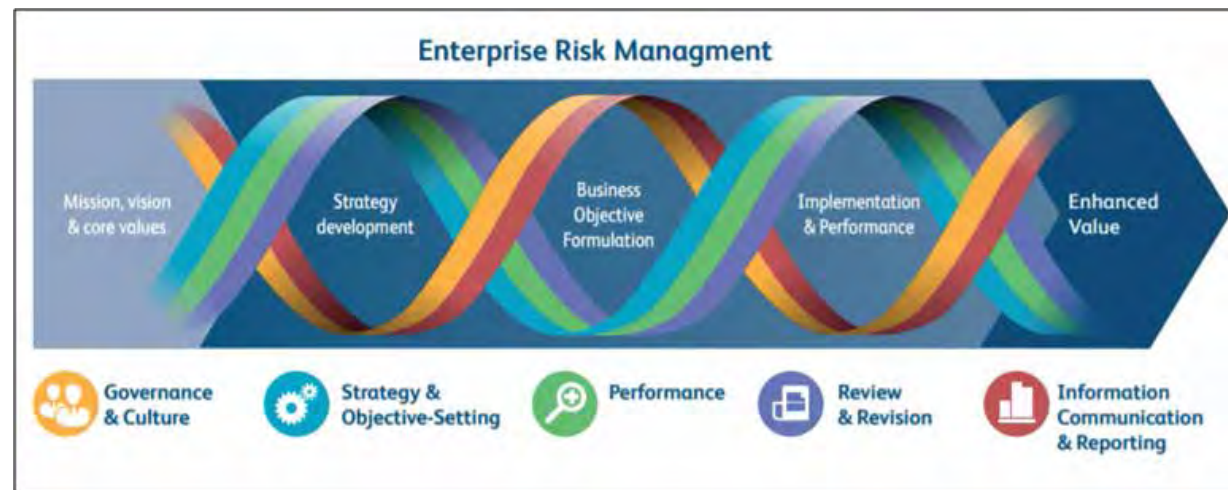 Enterprise Risk Managment
Mission, vision
& core values
Strategy
development
Business
Objective
Formulation
Implementation
& Performance
Enhanced
Value
Governance
& Culture
Strategy &
Objective-Setting
Performance
Review
& Revision
Information
Communication
& Reporting